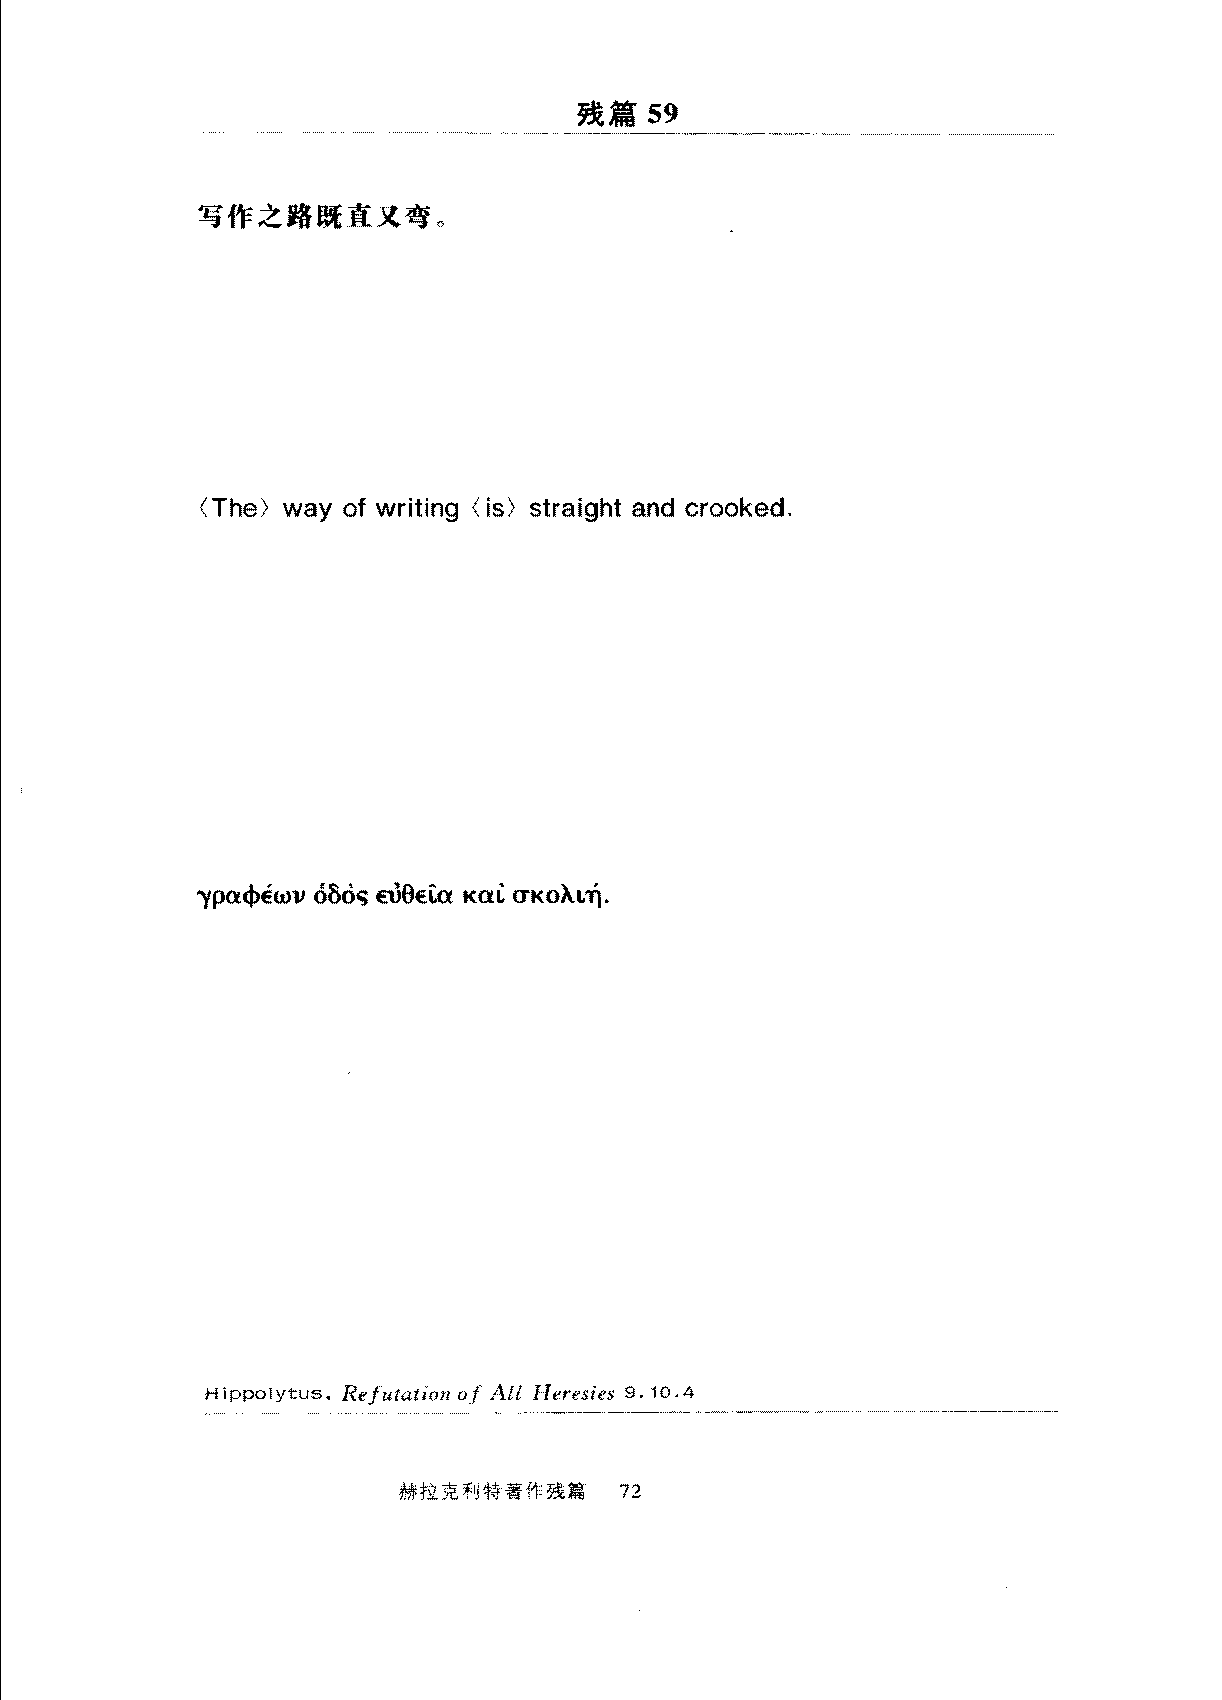 残篇 59
写作之路既直又弯。
〈The〉 way of writing 〈is〉 straight and crooked.
γραφέων ὁδὸς εὐθεῖα καὶ σκολιή.
Hippolytus, Refutation of All Heresies 9.10.4
赫拉克利特著作残篇 72